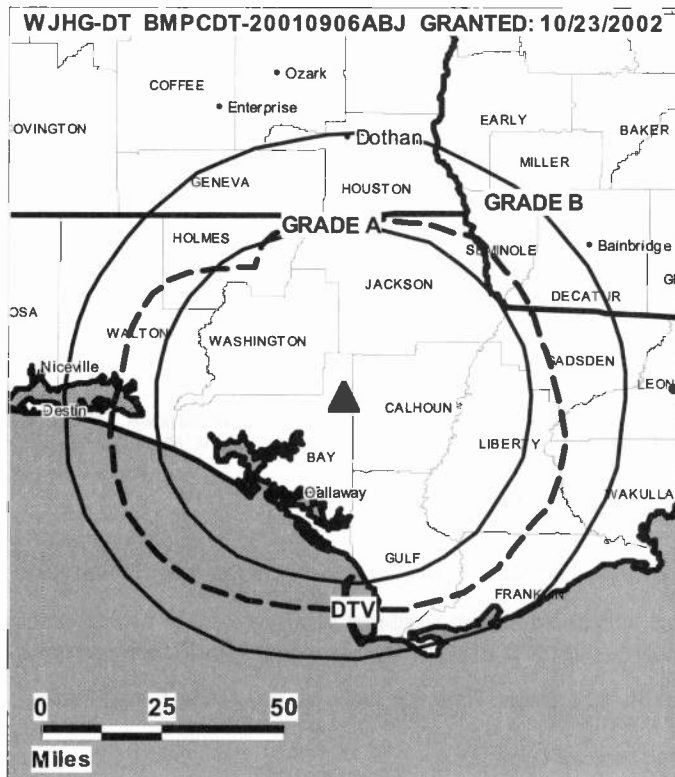 WJHG-DT BMPCDT-20010906ABJ GRANTED: 10/23/2002
Ozark
COFFEE
Enterprise
OVINGTON
EARLY
BAKER
Dothan
MILLER
GENEVA
HOUSTON
GRADE B
GRADE A
HOLMES
SEMINOLE
Bainbridge
JACKSON
DECATUR
OSA
WALTON
WASHINGTON
GADSDEN
Niceville
LEON
Destin
CALHOUN
LIBERTY
BAY
Callaway
WAKULLA
GULF
FRANKLIN
DTV
0 25 50
Miles